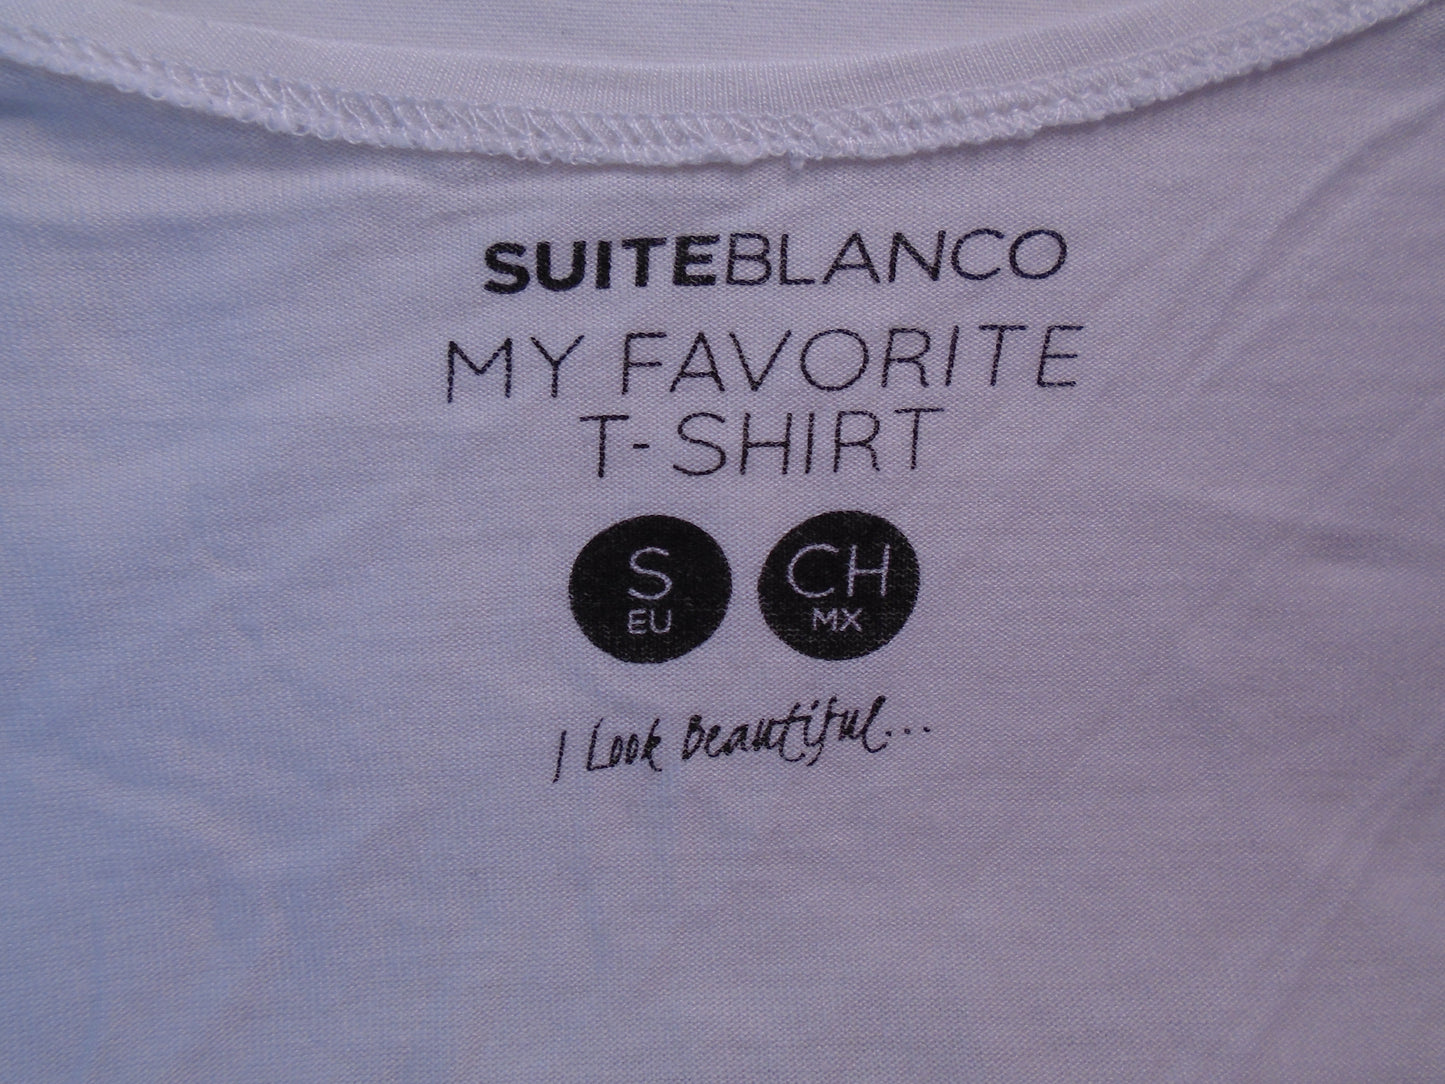 SUITEBLANCO
MY FAVORITE
T-SHIRT
S CH
EU MX
I Look Beautiful...